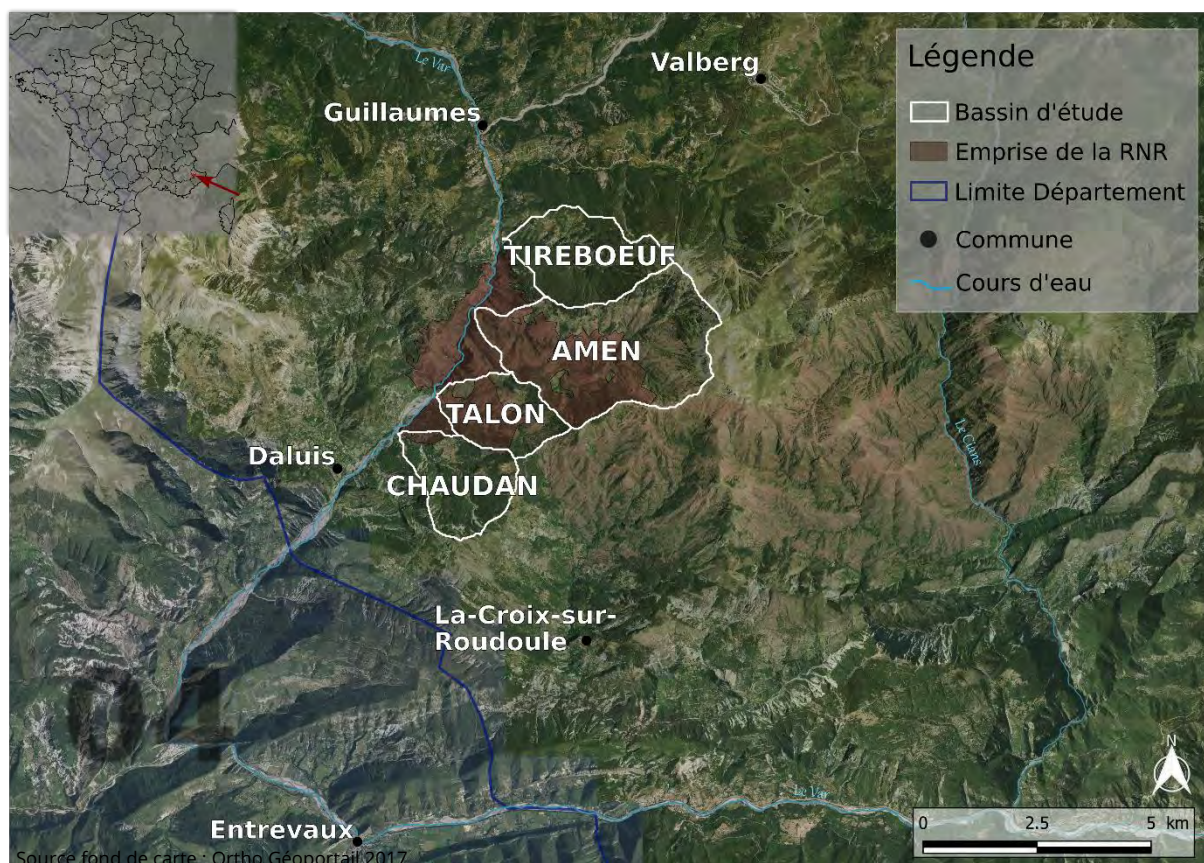 Le Var
Valberg
Guillaumes
Légende
Bassin d'étude
Emprise de la RNR
Limite Département
Commune
Cours d'eau
TIREBOEUF
AMEN
TALON
CHAUDAN
Daluis
Le Cians
La-Croix-sur-
Roudoule
04
N
Le Var
0 2.5 5 km
Entrevaux
Source fond de carte : Ortho Géoportail 2017